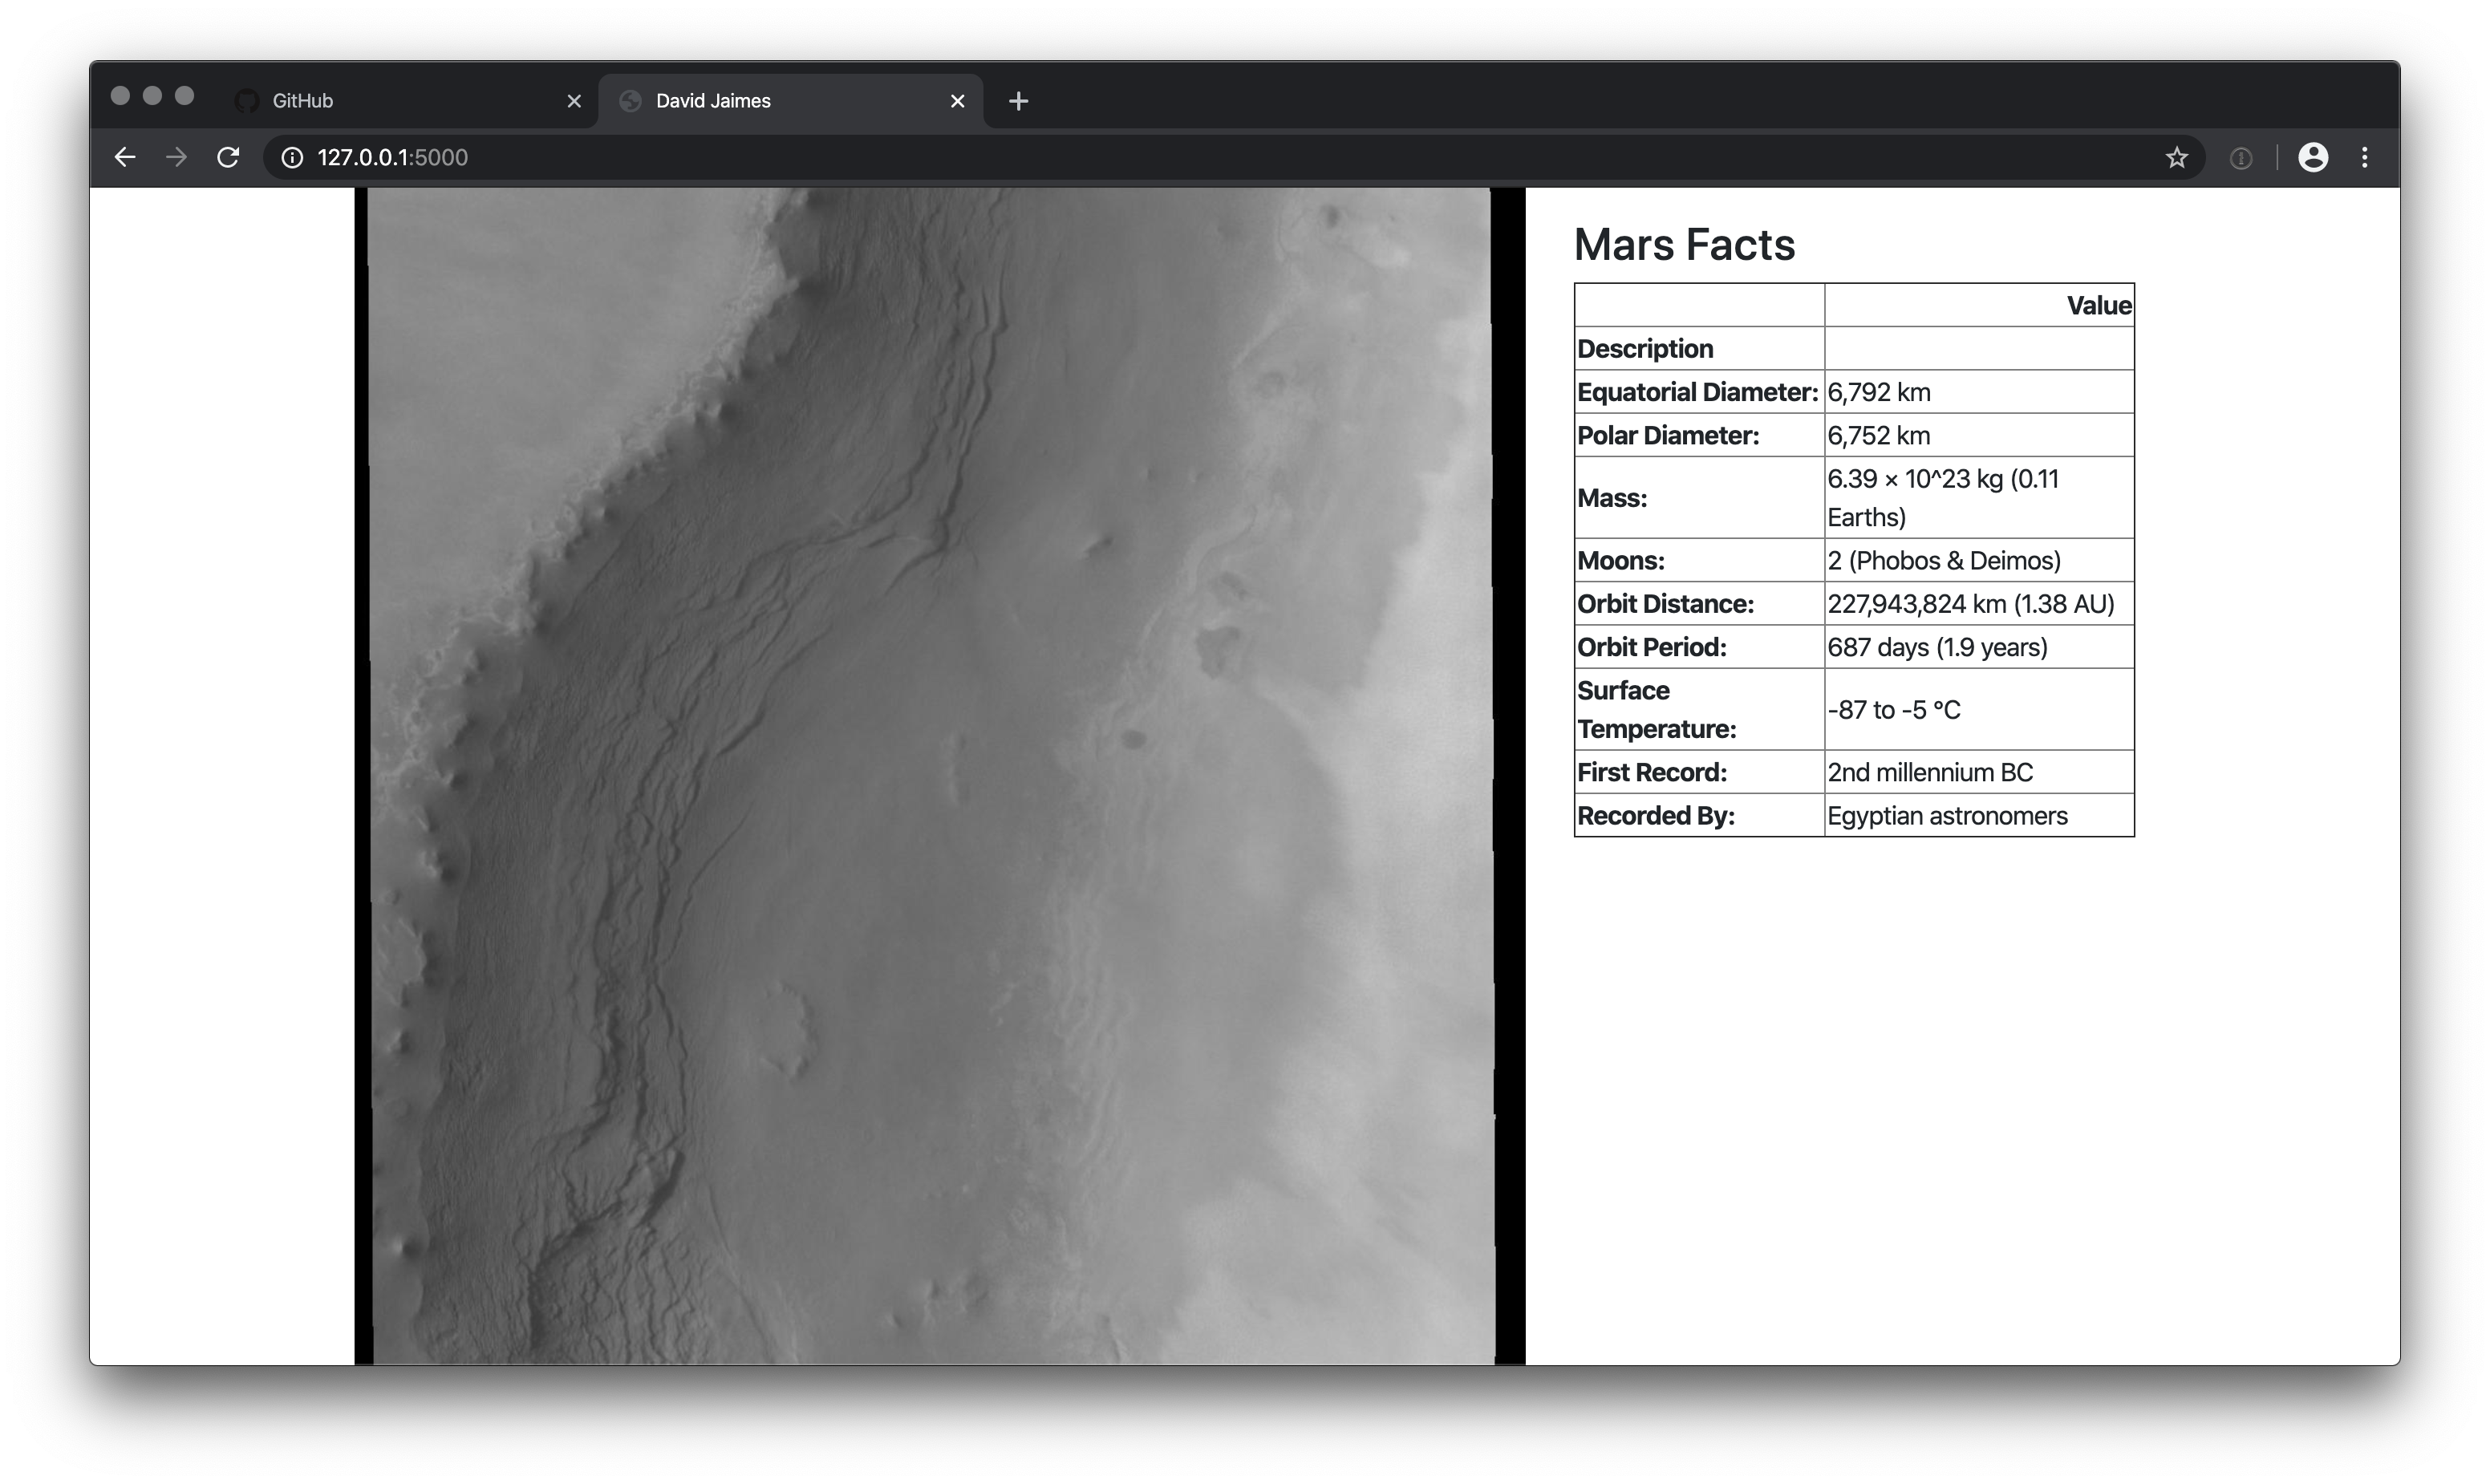 GitHub
David Jaimes
127.0.0.1:5000
Mars Facts
Value
Description
Equatorial Diameter: 6,792 km
Polar Diameter: 6,752 km
Mass: 6.39 × 10^23 kg (0.11
Earths)
Moons: 2 (Phobos & Deimos)
Orbit Distance: 227,943,824 km (1.38 AU)
Orbit Period: 687 days (1.9 years)
Surface
Temperature: -87 to -5 °C
First Record: 2nd millennium BC
Recorded By: Egyptian astronomers